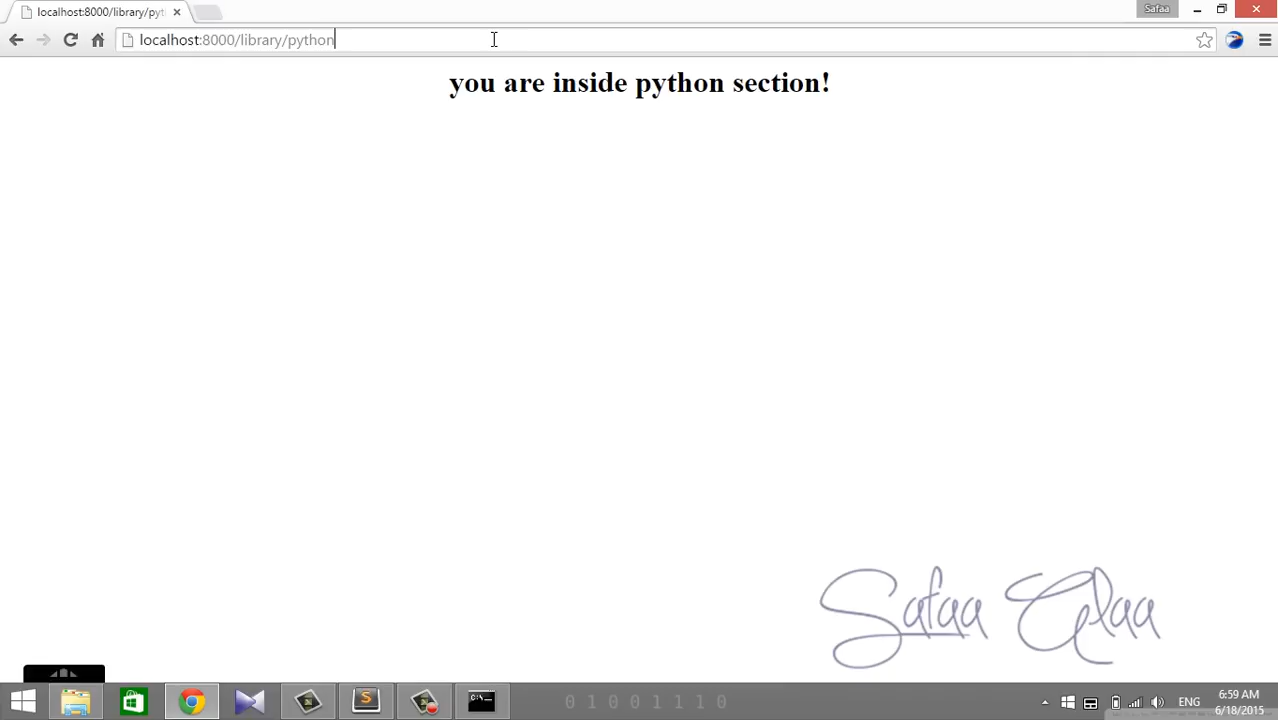 localhost:8000/library/pyt
Safaa
localhost:8000/library/python
you are inside python section!
Safaa Alaa
S
C:\
0 1 0 0 1 1 1 0
ENG
6:59 AM
6/18/2015